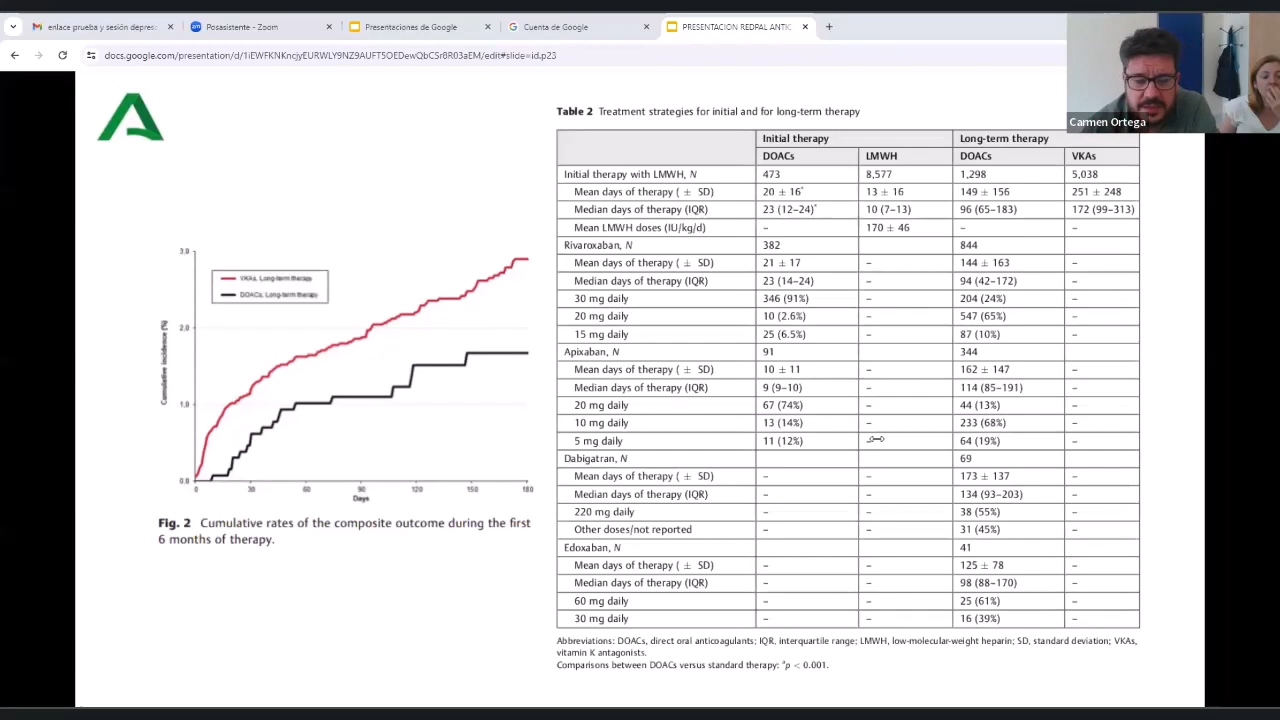 enlace prueba y sesión depres
Posasistente - Zoom
Presentaciones de Google
Cuenta de Google
PRESENTACION REDPAL ANTIC
docs.google.com/presentation/d/1iEWFKNKncjyEURWLY9NZ9AUFT5OEDewQbCSr8R03aEM/edit#slide=id.p23
Carmen Ortega
3.0
2.0
1.0
0.0
Cumulative incidence (%)
VKAs, Long-term therapy
DOACs, Long-term therapy
0 30 60 90 120 150 180
Days
Fig. 2 Cumulative rates of the composite outcome during the first
6 months of therapy.
Table 2 Treatment strategies for initial and for long-term therapy
Initial therapy Long-term therapy
DOACs LMWH DOACs VKAs
Initial therapy with LMWH, N 473 8,577 1,298 5,038
Mean days of therapy ( ± SD) 20 ± 16* 13 ± 16 149 ± 156 251 ± 248
Median days of therapy (IQR) 23 (12–24)* 10 (7–13) 96 (65–183) 172 (99–313)
Mean LMWH doses (IU/kg/d) – 170 ± 46 – –
Rivaroxaban, N 382 844
Mean days of therapy ( ± SD) 21 ± 17 – 144 ± 163 –
Median days of therapy (IQR) 23 (14–24) – 94 (42–172) –
30 mg daily 346 (91%) – 204 (24%) –
20 mg daily 10 (2.6%) – 547 (65%) –
15 mg daily 25 (6.5%) – 87 (10%) –
Apixaban, N 91 344
Mean days of therapy ( ± SD) 10 ± 11 – 162 ± 147 –
Median days of therapy (IQR) 9 (9–10) – 114 (85–191) –
20 mg daily 67 (74%) – 44 (13%) –
10 mg daily 13 (14%) – 233 (68%) –
5 mg daily 11 (12%) – 64 (19%) –
Dabigatran, N 69
Mean days of therapy ( ± SD) – – 173 ± 137 –
Median days of therapy (IQR) – – 134 (93–203) –
220 mg daily – – 38 (55%) –
Other doses/not reported – – 31 (45%) –
Edoxaban, N 41
Mean days of therapy ( ± SD) – – 125 ± 78 –
Median days of therapy (IQR) – – 98 (88–170) –
60 mg daily – – 25 (61%) –
30 mg daily – – 16 (39%) –
Abbreviations: DOACs, direct oral anticoagulants; IQR, interquartile range; LMWH, low-molecular-weight heparin; SD, standard deviation; VKAs,
vitamin K antagonists.
Comparisons between DOACs versus standard therapy: *p < 0.001.